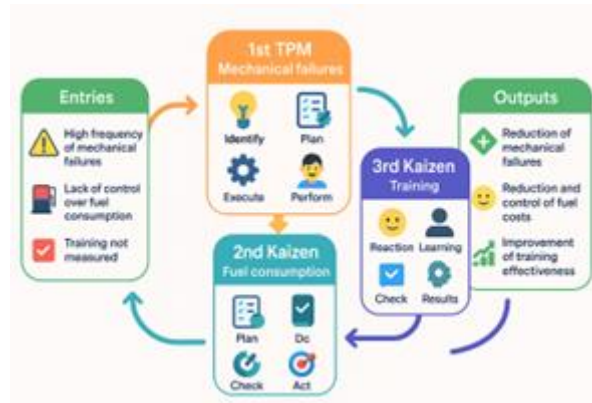 Entries
High frequency
of mechanical
failures
Lack of control
over fuel
consumption
Training not
measured
1st TPM
Mechanical failures
Identify
Plan
Execute
Perform
2nd Kaizen
Fuel consumption
Plan
Dc
Check
Act
3rd Kaizen
Training
Reaction
Learning
Check
Results
Outputs
Reduction of
mechanical
failures
Reduction and
control of fuel
costs
Improvement
of training
effectiveness